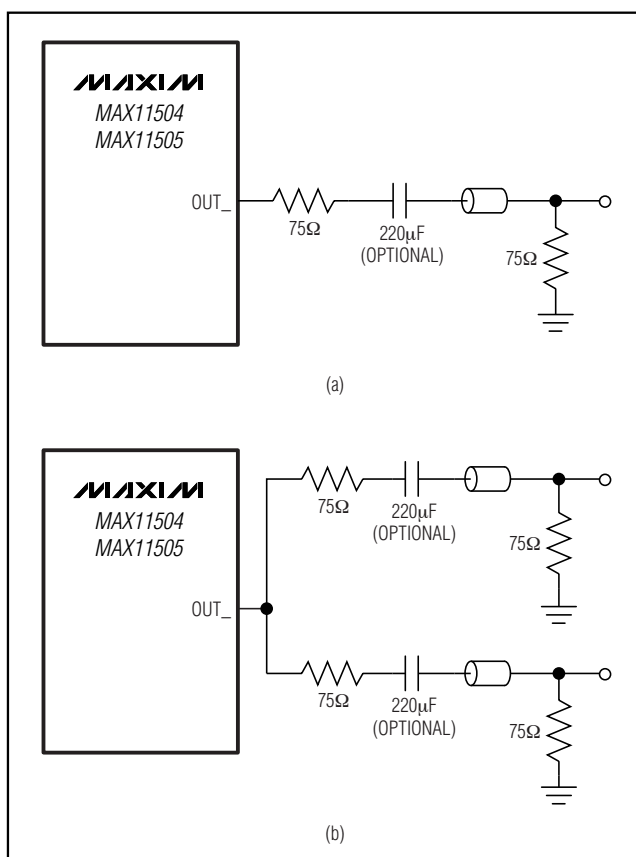 MAXIM
MAX11504
MAX11505
OUT_
75Ω
220μF
(OPTIONAL)
75Ω
(a)
MAXIM
MAX11504
MAX11505
OUT_
75Ω
220μF
(OPTIONAL)
75Ω
75Ω
220μF
(OPTIONAL)
75Ω
(b)